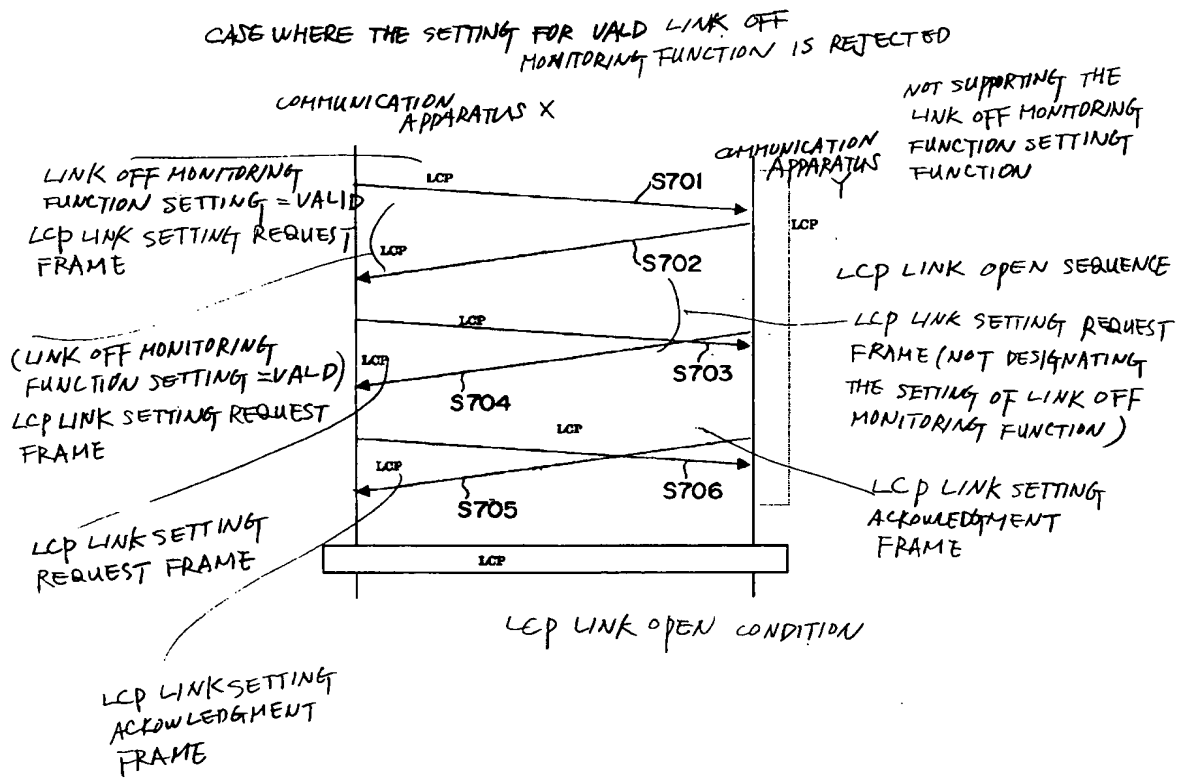 CASE WHERE THE SETTING FOR VALD LINK OFF
MONITORING FUNCTION IS REJECTED
COMMUNICATION
APPARATUS X
NOT SUPPORTING THE
LINK OFF MONITORING
FUNCTION SETTING
FUNCTION
COMMUNICATION
APPARATUS
Y
LINK OFF MONITORING
FUNCTION SETTING = VALID
LCP LINK SETTING REQUEST
FRAME
LCP
S701
LCP
LCP
S702
LCP LINK OPEN SEQUENCE
LCP LINK SETTING REQUEST
FRAME (NOT DESIGNATING
THE SETTING OF LINK OFF
MONITORING FUNCTION)
LCP
S703
(LINK OFF MONITORING
FUNCTION SETTING = VALD)
LCP LINK SETTING REQUEST
FRAME
LCP
S704
LCP
S706
LCP
S705
LCP LINK SETTING
ACKOWLEDGMENT
FRAME
LCP LINK SETTING
REQUEST FRAME
LCP
LCP LINK OPEN CONDITION
LCP LINK SETTING
ACKOWLEDGMENT
FRAME